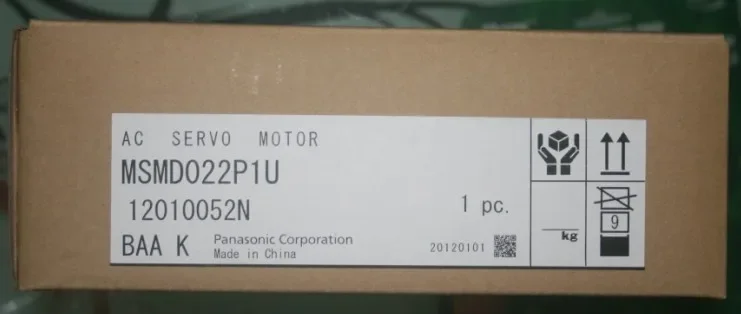 AC SERVO MOTOR
MSMD022P1U
12010052N
1 pc.
BAA K
Panasonic Corporation
Made in China
20120101
kg
9